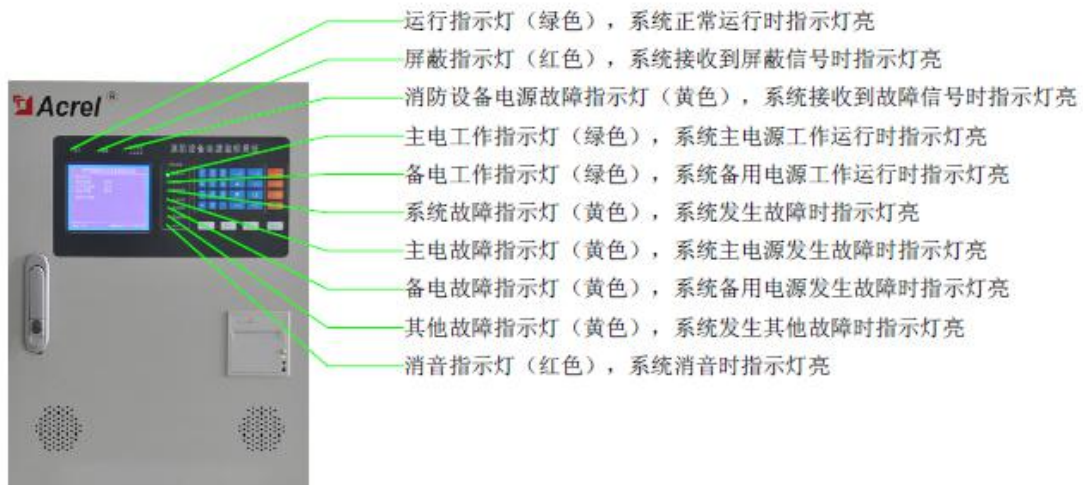 Acrel
消防设备电源监控系统
运行指示灯（绿色），系统正常运行时指示灯亮
屏蔽指示灯（红色），系统接收到屏蔽信号时指示灯亮
消防设备电源故障指示灯（黄色），系统接收到故障信号时指示灯亮
主电工作指示灯（绿色），系统主电源工作运行时指示灯亮
备电工作指示灯（绿色），系统备用电源工作运行时指示灯亮
系统故障指示灯（黄色），系统发生故障时指示灯亮
主电故障指示灯（黄色），系统主电源发生故障时指示灯亮
备电故障指示灯（黄色），系统备用电源发生故障时指示灯亮
其他故障指示灯（黄色），系统发生其他故障时指示灯亮
消音指示灯（红色），系统消音时指示灯亮